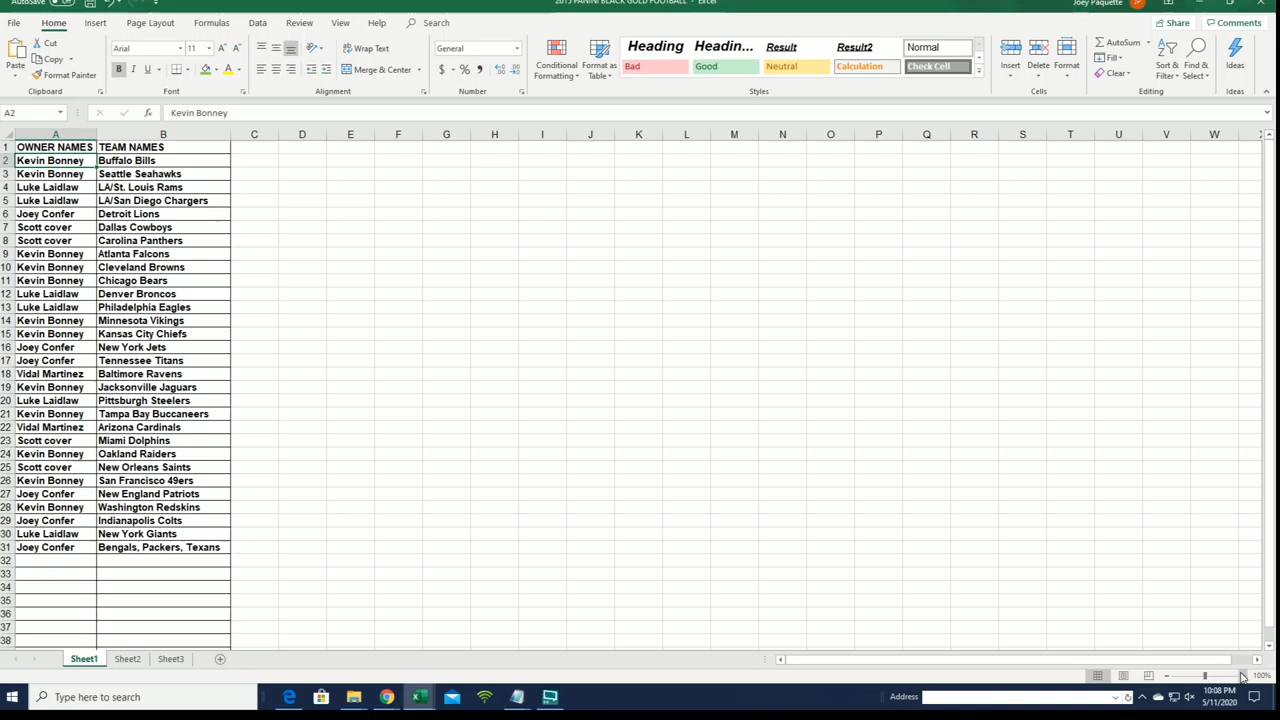 AutoSave
2015 PANINI BLACK GOLD FOOTBALL - Excel
Joey Paquette
JP
File Home Insert Page Layout Formulas Data Review View Help Search
Share Comments
Paste
Cut
Copy
Format Painter
Clipboard
Arial 11
B I U
Font
Wrap Text
Merge & Center
Alignment
General
$ % 9
Number
Conditional Formatting
Format as Table
Heading Headin... Result Result2 Normal
Bad Good Neutral Calculation Check Cell
Styles
Insert Delete Format
Cells
AutoSum
Fill
Clear
Sort & Filter
Find & Select
Editing
Ideas
Ideas
A2 fx Kevin Bonney
A B C D E F G H I J K L M N O P Q R S T U V W
1 OWNER NAMES TEAM NAMES
2 Kevin Bonney Buffalo Bills
3 Kevin Bonney Seattle Seahawks
4 Luke Laidlaw LA/St. Louis Rams
5 Luke Laidlaw LA/San Diego Chargers
6 Joey Confer Detroit Lions
7 Scott cover Dallas Cowboys
8 Scott cover Carolina Panthers
9 Kevin Bonney Atlanta Falcons
10 Kevin Bonney Cleveland Browns
11 Kevin Bonney Chicago Bears
12 Luke Laidlaw Denver Broncos
13 Luke Laidlaw Philadelphia Eagles
14 Kevin Bonney Minnesota Vikings
15 Kevin Bonney Kansas City Chiefs
16 Joey Confer New York Jets
17 Joey Confer Tennessee Titans
18 Vidal Martinez Baltimore Ravens
19 Kevin Bonney Jacksonville Jaguars
20 Luke Laidlaw Pittsburgh Steelers
21 Kevin Bonney Tampa Bay Buccaneers
22 Vidal Martinez Arizona Cardinals
23 Scott cover Miami Dolphins
24 Kevin Bonney Oakland Raiders
25 Scott cover New Orleans Saints
26 Kevin Bonney San Francisco 49ers
27 Joey Confer New England Patriots
28 Kevin Bonney Washington Redskins
29 Joey Confer Indianapolis Colts
30 Luke Laidlaw New York Giants
31 Joey Confer Bengals, Packers, Texans
32
33
34
35
36
37
38
Sheet1 Sheet2 Sheet3
100%
Type here to search
Address
10:08 PM
5/11/2020